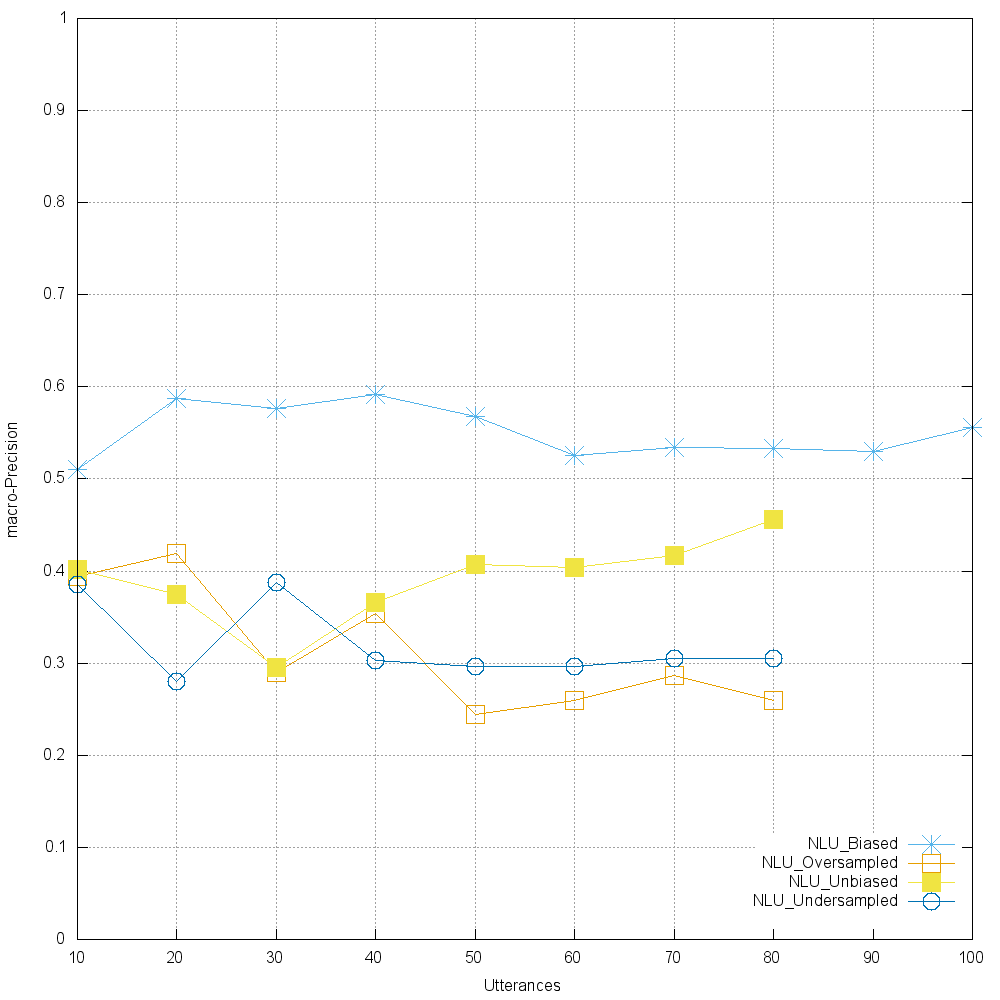 1
0.9
0.8
0.7
0.6
0.5
0.4
0.3
0.2
0.1
0
macro-Precision
NLU_Biased
NLU_Oversampled
NLU_Unbiased
NLU_Undersampled
10 20 30 40 50 60 70 80 90 100
Utterances